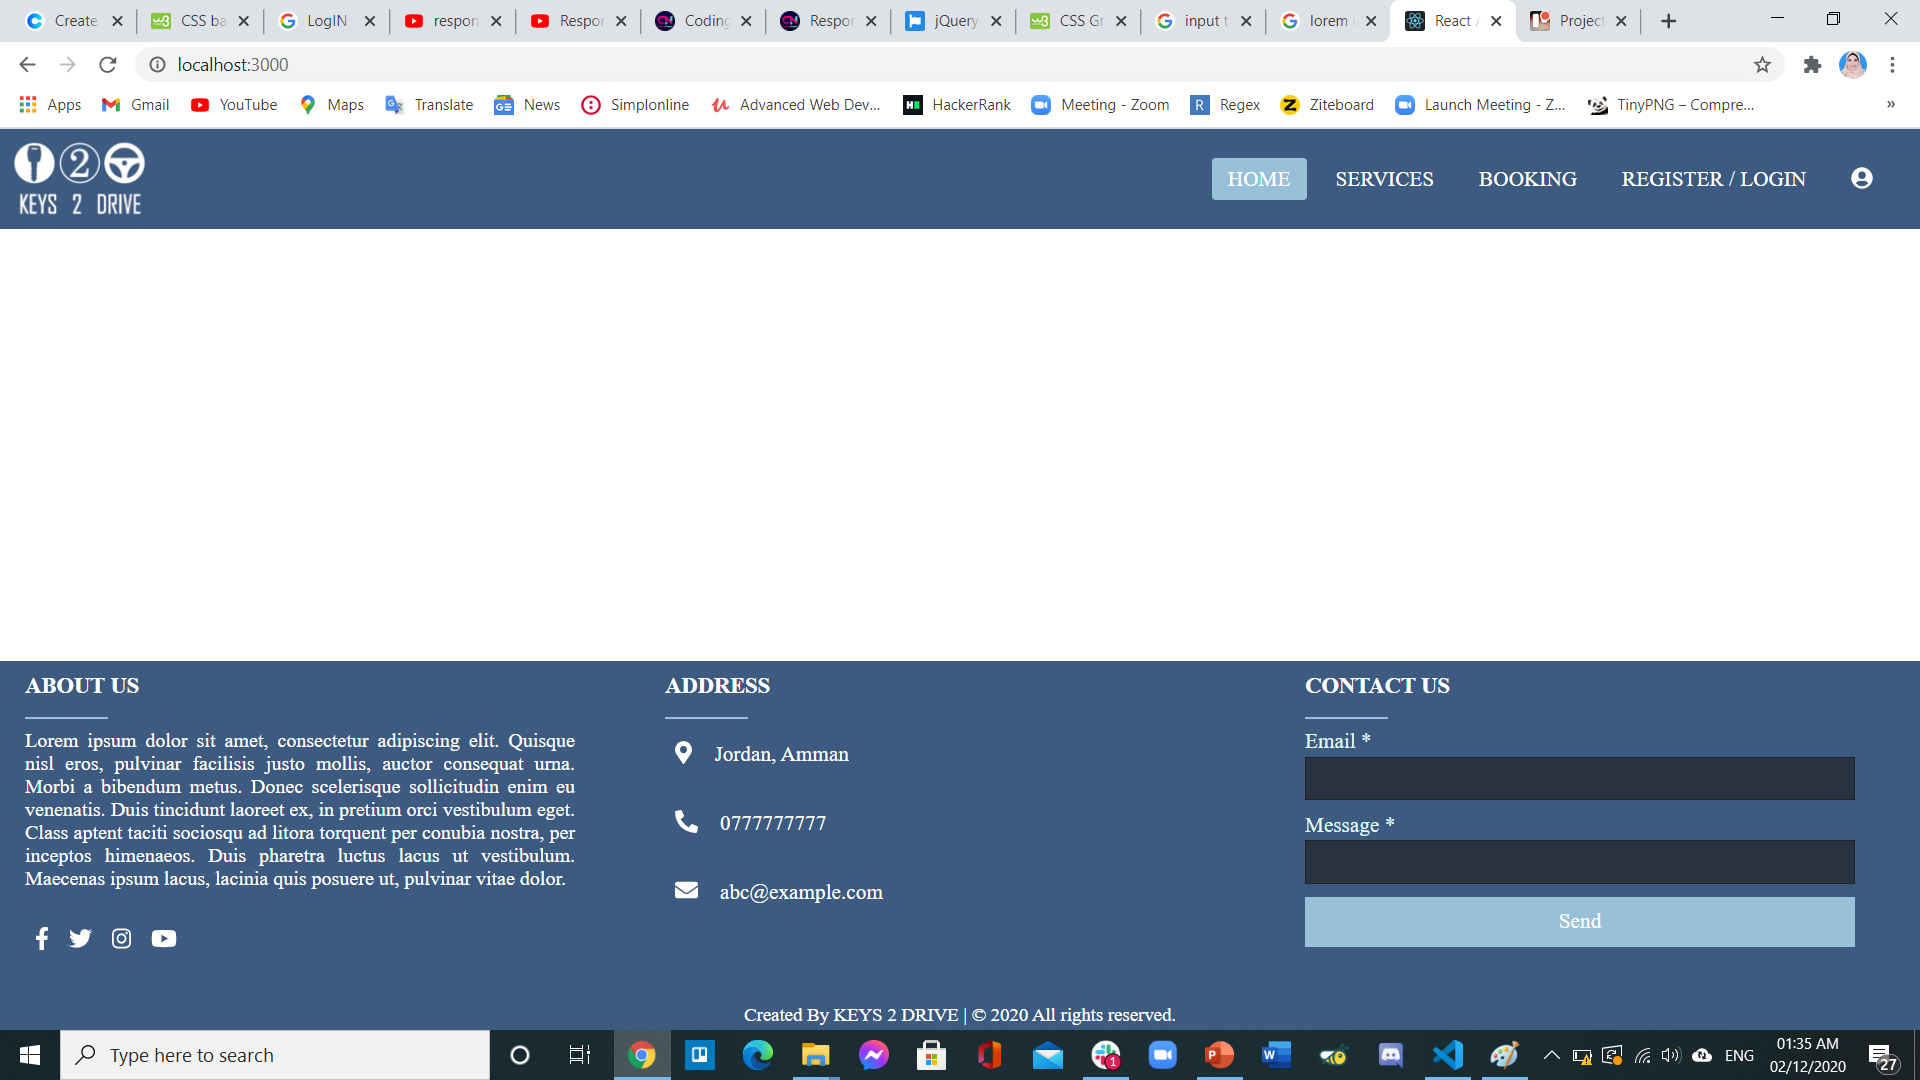 Create
CSS ba
LogIN
respon
Respor
Coding
Respor
jQuery
CSS Gr
input t
lorem i
React A
Project
localhost:3000
Apps
Gmail
YouTube
Maps
Translate
News
Simplonline
Advanced Web Dev...
HackerRank
Meeting - Zoom
Regex
Ziteboard
Launch Meeting - Z...
TinyPNG – Compre...
KEYS 2 DRIVE
HOME
SERVICES
BOOKING
REGISTER / LOGIN
ABOUT US
Lorem ipsum dolor sit amet, consectetur adipiscing elit. Quisque
nisl eros, pulvinar facilisis justo mollis, auctor consequat urna.
Morbi a bibendum metus. Donec scelerisque sollicitudin enim eu
venenatis. Duis tincidunt laoreet ex, in pretium orci vestibulum eget.
Class aptent taciti sociosqu ad litora torquent per conubia nostra, per
inceptos himenaeos. Duis pharetra luctus lacus ut vestibulum.
Maecenas ipsum lacus, lacinia quis posuere ut, pulvinar vitae dolor.
ADDRESS
Jordan, Amman
0777777777
abc@example.com
CONTACT US
Email *
Message *
Send
Created By KEYS 2 DRIVE | © 2020 All rights reserved.
Type here to search
ENG
01:35 AM
02/12/2020
27